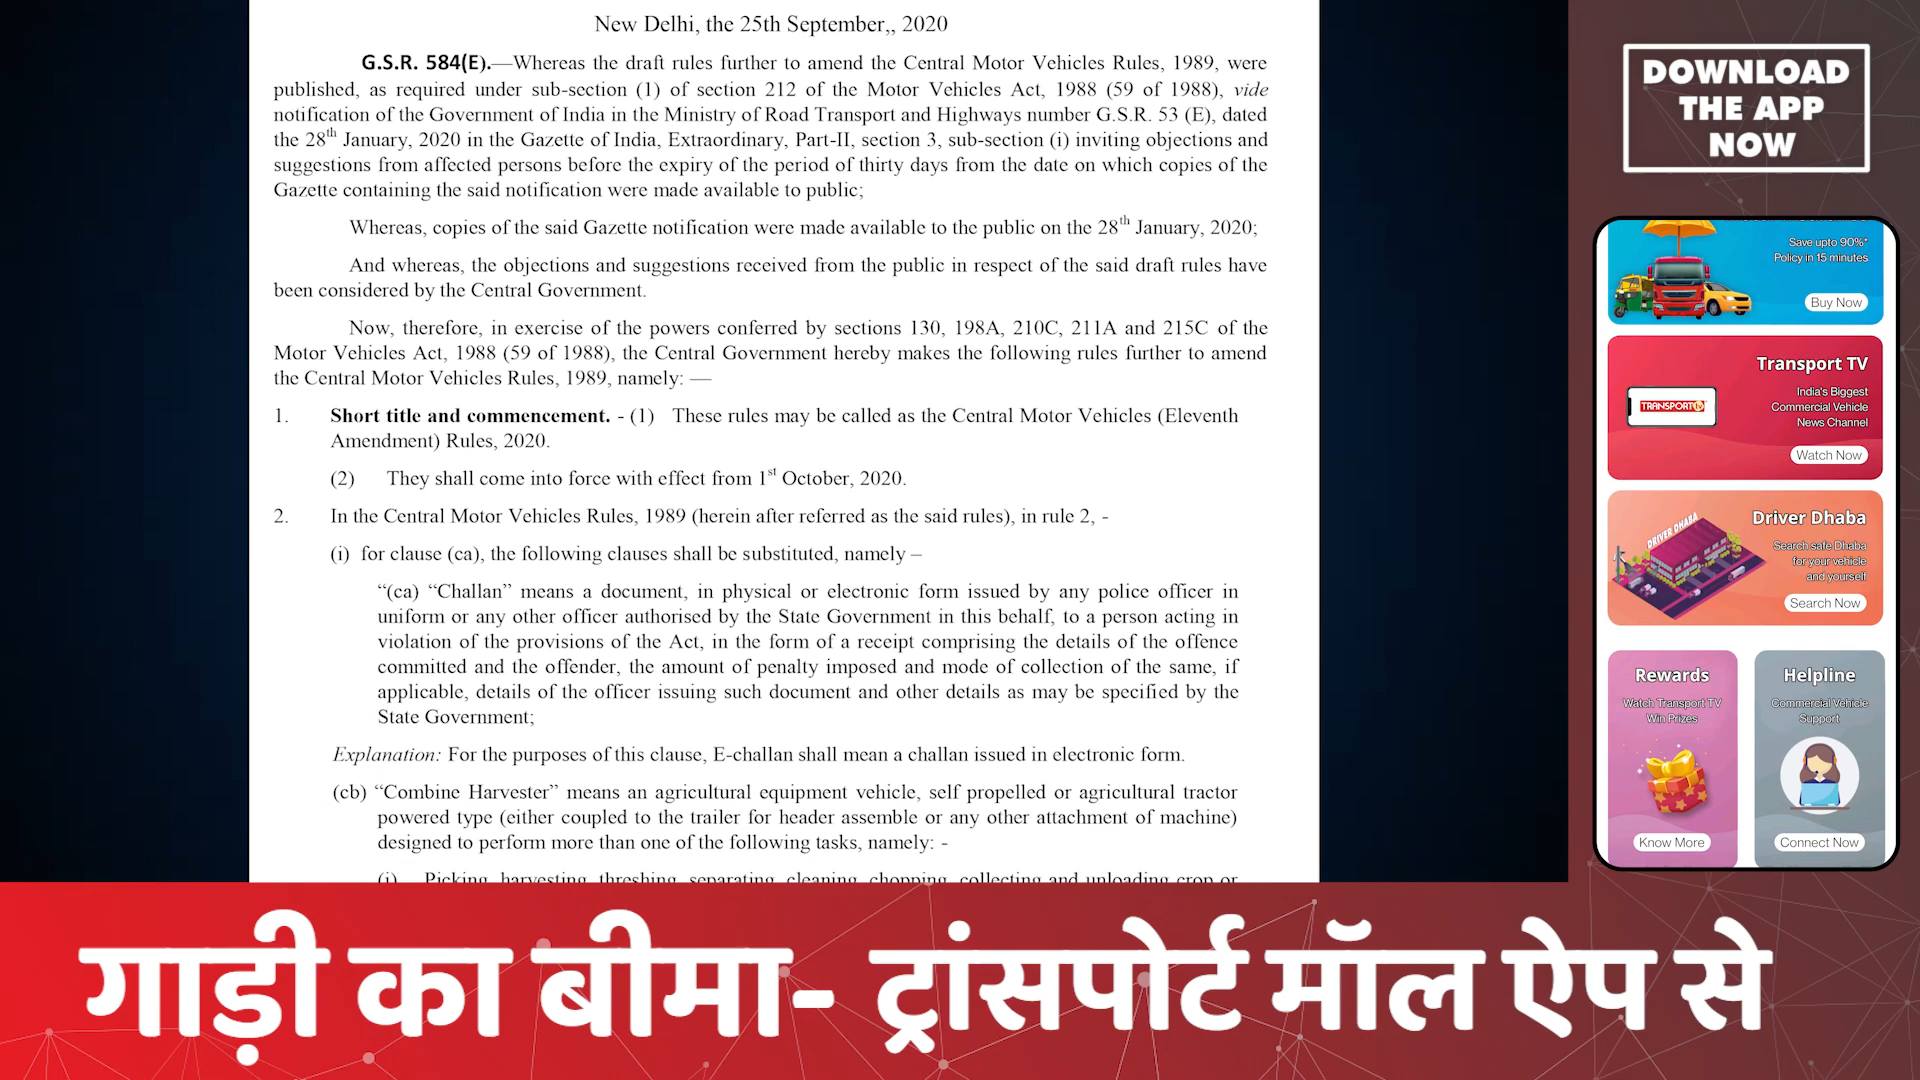 New Delhi, the 25th September,, 2020
G.S.R. 584(E).—Whereas the draft rules further to amend the Central Motor Vehicles Rules, 1989, were
published, as required under sub-section (1) of section 212 of the Motor Vehicles Act, 1988 (59 of 1988), vide
notification of the Government of India in the Ministry of Road Transport and Highways number G.S.R. 53 (E), dated
the 28th January, 2020 in the Gazette of India, Extraordinary, Part-II, section 3, sub-section (i) inviting objections and
suggestions from affected persons before the expiry of the period of thirty days from the date on which copies of the
Gazette containing the said notification were made available to public;
Whereas, copies of the said Gazette notification were made available to the public on the 28th January, 2020;
And whereas, the objections and suggestions received from the public in respect of the said draft rules have
been considered by the Central Government.
Now, therefore, in exercise of the powers conferred by sections 130, 198A, 210C, 211A and 215C of the
Motor Vehicles Act, 1988 (59 of 1988), the Central Government hereby makes the following rules further to amend
the Central Motor Vehicles Rules, 1989, namely: —
1. Short title and commencement. - (1) These rules may be called as the Central Motor Vehicles (Eleventh
Amendment) Rules, 2020.
(2) They shall come into force with effect from 1st October, 2020.
2. In the Central Motor Vehicles Rules, 1989 (herein after referred as the said rules), in rule 2, -
(i) for clause (ca), the following clauses shall be substituted, namely –
“(ca) “Challan” means a document, in physical or electronic form issued by any police officer in
uniform or any other officer authorised by the State Government in this behalf, to a person acting in
violation of the provisions of the Act, in the form of a receipt comprising the details of the offence
committed and the offender, the amount of penalty imposed and mode of collection of the same, if
applicable, details of the officer issuing such document and other details as may be specified by the
State Government;
Explanation: For the purposes of this clause, E-challan shall mean a challan issued in electronic form.
(cb) “Combine Harvester” means an agricultural equipment vehicle, self propelled or agricultural tractor
powered type (either coupled to the trailer for header assemble or any other attachment of machine)
designed to perform more than one of the following tasks, namely: -
(i) Picking, harvesting, threshing, separating, cleaning, chopping, collecting and unloading crop or
DOWNLOAD
THE APP
NOW
Save upto 90%*
Policy in 15 minutes
Buy Now
Transport TV
TRANSPORT TV
India's Biggest
Commercial Vehicle
News Channel
Watch Now
Driver Dhaba
DRIVER DHABA
Search safe Dhaba
for your vehicle
and yourself
Search Now
Rewards
Watch Transport TV
Win Prizes
Know More
Helpline
Commercial Vehicle
Support
Connect Now
गाड़ी का बीमा- ट्रांसपोर्ट मॉल ऐप से